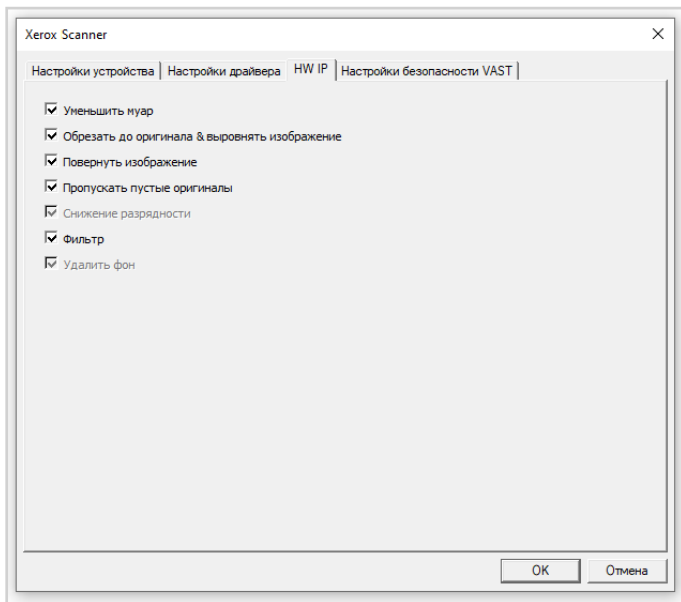 Xerox Scanner
Настройки устройства Настройки драйвера HW IP Настройки безопасности VAST
Уменьшить муар
Обрезать до оригинала & выровнять изображение
Повернуть изображение
Пропускать пустые оригиналы
Снижение разрядности
Фильтр
Удалить фон
OK Отмена